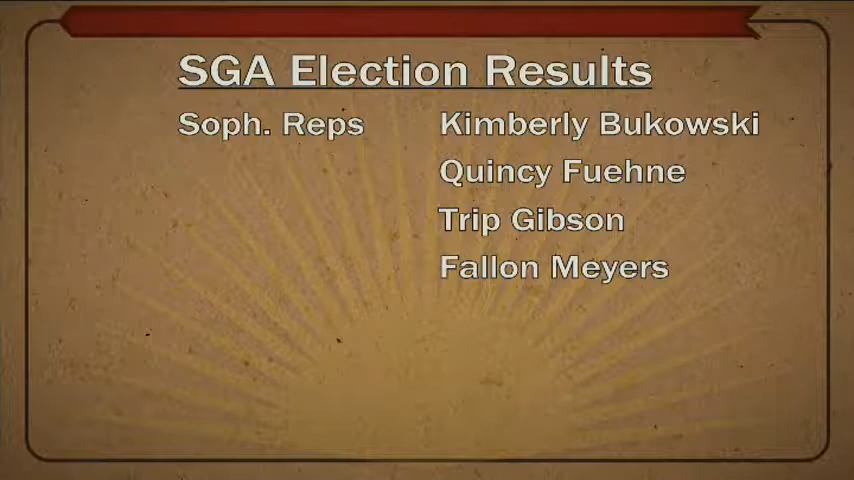 SGA Election Results
Soph. Reps Kimberly Bukowski
Quincy Fuehne
Trip Gibson
Fallon Meyers